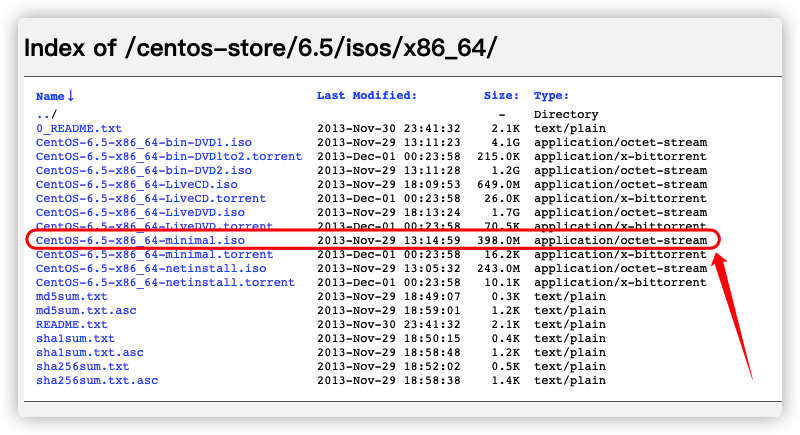 Index of /centos-store/6.5/isos/x86_64/
Name↓ Last Modified: Size: Type:
../ - Directory
0_README.txt 2013-Nov-30 23:41:32 2.1K text/plain
CentOS-6.5-x86_64-bin-DVD1.iso 2013-Nov-29 13:11:23 4.1G application/octet-stream
CentOS-6.5-x86_64-bin-DVD1to2.torrent 2013-Dec-01 00:23:58 215.0K application/x-bittorrent
CentOS-6.5-x86_64-bin-DVD2.iso 2013-Nov-29 13:11:28 1.2G application/octet-stream
CentOS-6.5-x86_64-LiveCD.iso 2013-Nov-29 18:09:53 649.0M application/octet-stream
CentOS-6.5-x86_64-LiveCD.torrent 2013-Dec-01 00:23:58 26.0K application/x-bittorrent
CentOS-6.5-x86_64-LiveDVD.iso 2013-Nov-29 18:13:24 1.7G application/octet-stream
CentOS-6.5-x86_64-LiveDVD.torrent 2013-Dec-01 00:23:58 70.5K application/x-bittorrent
CentOS-6.5-x86_64-minimal.iso 2013-Nov-29 13:14:59 398.0M application/octet-stream
CentOS-6.5-x86_64-minimal.torrent 2013-Dec-01 00:23:58 16.2K application/x-bittorrent
CentOS-6.5-x86_64-netinstall.iso 2013-Nov-29 13:05:32 243.0M application/octet-stream
CentOS-6.5-x86_64-netinstall.torrent 2013-Dec-01 00:23:58 10.1K application/x-bittorrent
md5sum.txt 2013-Nov-29 18:49:07 0.3K text/plain
md5sum.txt.asc 2013-Nov-29 18:59:01 1.2K text/plain
README.txt 2013-Nov-30 23:41:32 2.1K text/plain
sha1sum.txt 2013-Nov-29 18:50:15 0.4K text/plain
sha1sum.txt.asc 2013-Nov-29 18:58:48 1.2K text/plain
sha256sum.txt 2013-Nov-29 18:52:02 0.5K text/plain
sha256sum.txt.asc 2013-Nov-29 18:58:38 1.4K text/plain